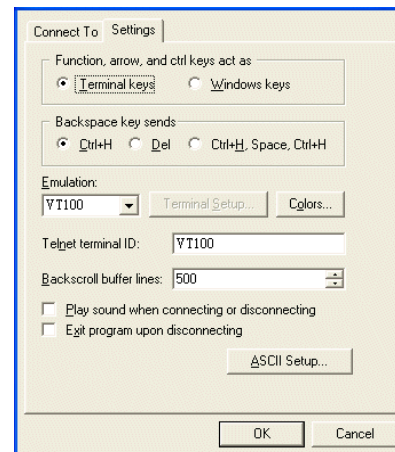 Connect To Settings
Function, arrow, and ctrl keys act as
Terminal keys Windows keys
Backspace key sends
Ctrl+H Del Ctrl+H, Space, Ctrl+H
Emulation:
VT100 Terminal Setup... Colors...
Telnet terminal ID: VT100
Backscroll buffer lines: 500
Play sound when connecting or disconnecting
Exit program upon disconnecting
ASCII Setup...
OK Cancel